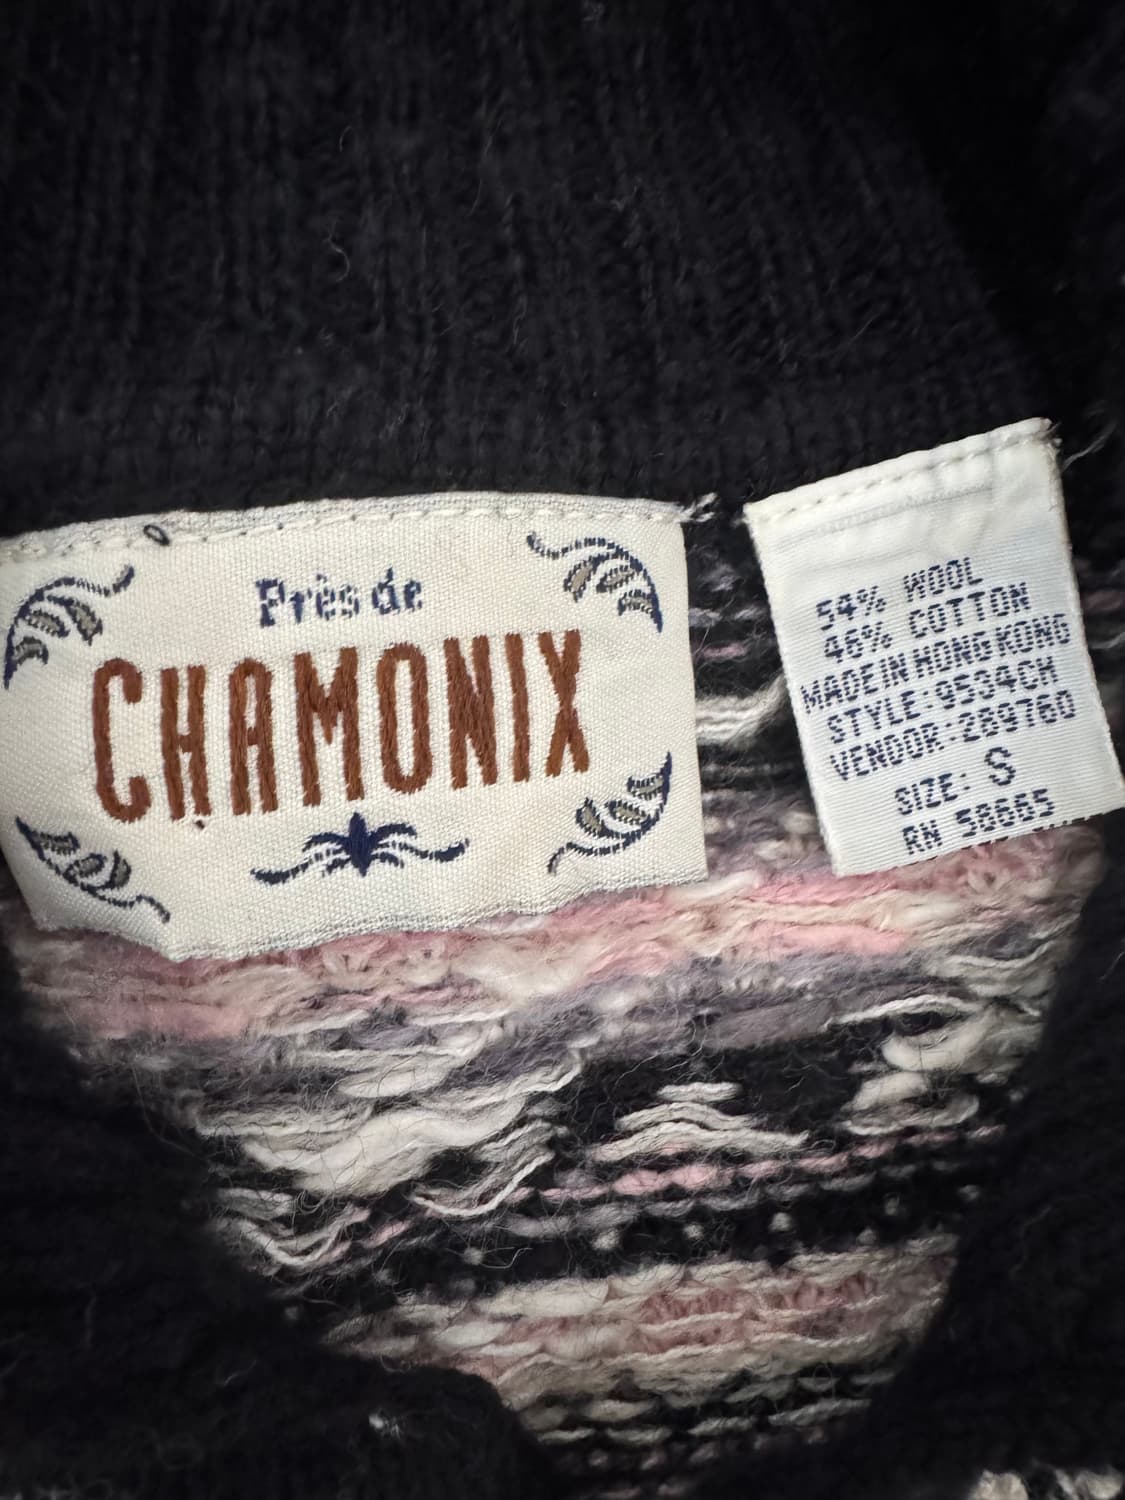 Près de
CHAMONIX
54% WOOL
46% COTTON
MADE IN HONG KONG
STYLE:9534CH
VENDOR:289760
SIZE: S
RN 58665